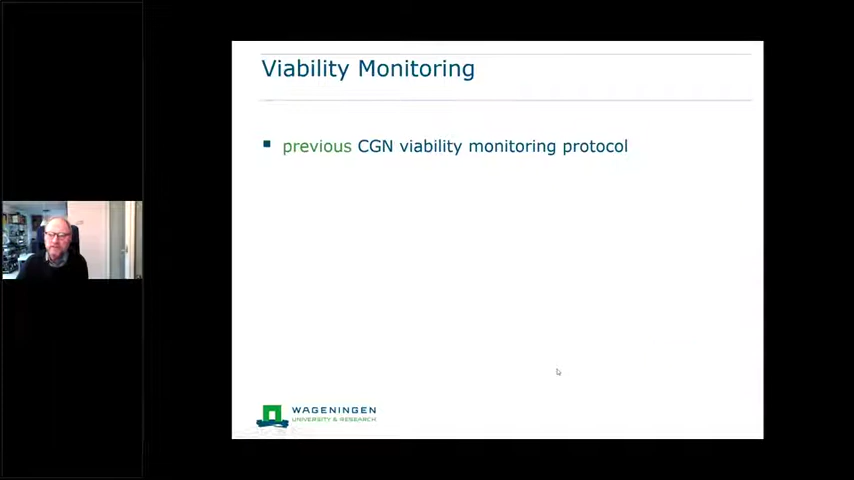 Viability Monitoring
previous CGN viability monitoring protocol
WAGENINGEN
UNIVERSITY & RESEARCH